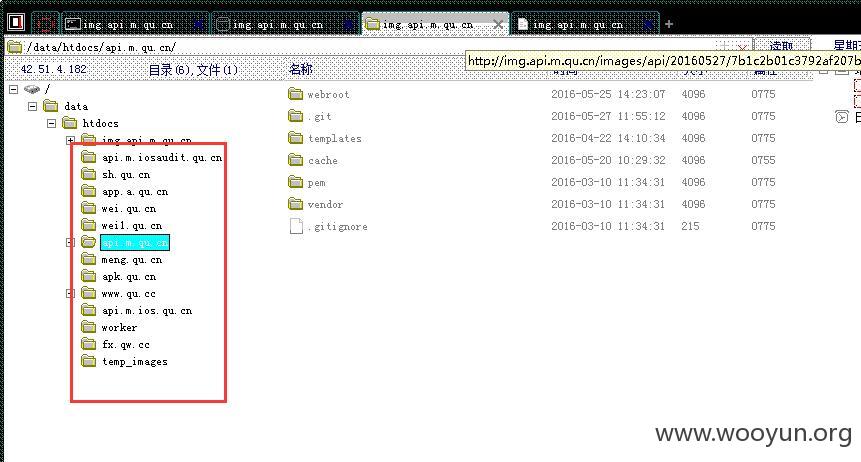 img.api.m.qu.cn img.api.m.qu.cn img.api.m.qu.cn img.api.m.qu.cn
/data/htdocs/api.m.qu.cn/ 读取
http://img.api.m.qu.cn/images/api/20160527/7b1c2b01c3792af207b
42.51.4.182 目录(6),文件(1) 名称 时间 大小 属性
/
data
htdocs
img.api.m.qu.cn
api.m.iosaudit.qu.cn
sh.qu.cn
app.a.qu.cn
wei.qu.cn
wei1.qu.cn
api.m.qu.cn
meng.qu.cn
apk.qu.cn
www.qu.cc
api.m.ios.qu.cn
worker
fx.qw.cc
temp_images
webroot 2016-05-25 14:23:07 4096 0775
.git 2016-05-27 11:55:12 4096 0775
templates 2016-04-22 14:10:34 4096 0775
cache 2016-05-20 10:29:32 4096 0755
pem 2016-03-10 11:34:31 4096 0775
vendor 2016-03-10 11:34:31 4096 0775
.gitignore 2016-03-10 11:34:31 215 0775
www.wooyun.org